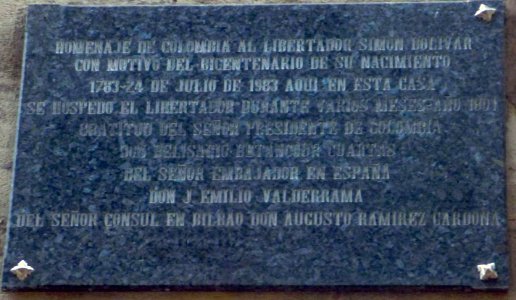 HOMENAJE DE COLOMBIA AL LIBERTADOR SIMON BOLIVAR
CON MOTIVO DEL BICENTENARIO DE SU NACIMIENTO
1783-24 DE JULIO DE 1983 AQUI EN ESTA CASA
SE HOSPEDO EL LIBERTADOR DURANTE VARIOS MESES-AÑO 1801
GRATITUD DEL SEÑOR PRESIDENTE DE COLOMBIA
DON BELISARIO BETANCOUR CUARTAS
DEL SEÑOR EMBAJADOR EN ESPAÑA
DON J. EMILIO VALDERRAMA
DEL SEÑOR CONSUL EN BILBAO DON AUGUSTO RAMIREZ CARDONA